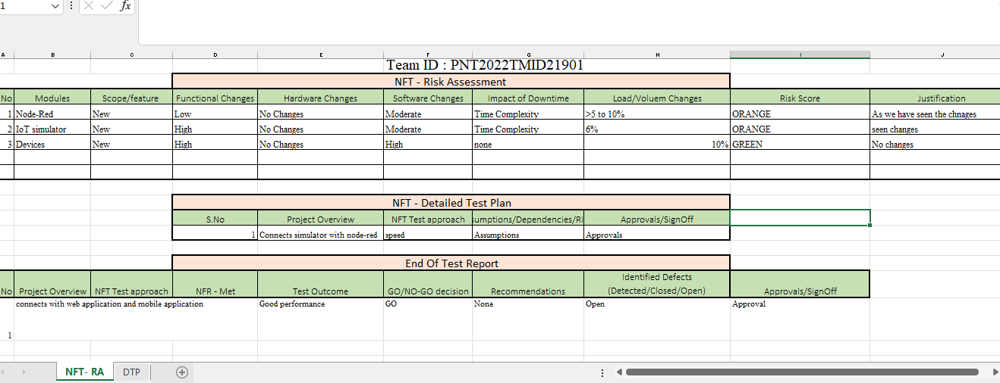 1 fx
A B C D E F G H I J
Team ID : PNT2022TMID21901
NFT - Risk Assessment
No Modules Scope/feature Functional Changes Hardware Changes Software Changes Impact of Downtime Load/Voluem Changes Risk Score Justification
1 Node-Red New Low No Changes Moderate Time Complexity >5 to 10% ORANGE As we have seen the chnages
2 IoT simulator New High No Changes Moderate Time Complexity 6% ORANGE seen changes
3 Devices New High No Changes High none 10% GREEN No changes
NFT - Detailed Test Plan
S.No Project Overview NFT Test approach sumptions/Dependencies/Ri Approvals/SignOff
1 Connects simulator with node-red speed Assumptions Approvals
End Of Test Report
Identified Defects
No Project Overview NFT Test approach NFR - Met Test Outcome GO/NO-GO decision Recommendations (Detected/Closed/Open) Approvals/SignOff
connects with web application and mobile application Good performance GO None Open Approval
1
NFT- RA DTP